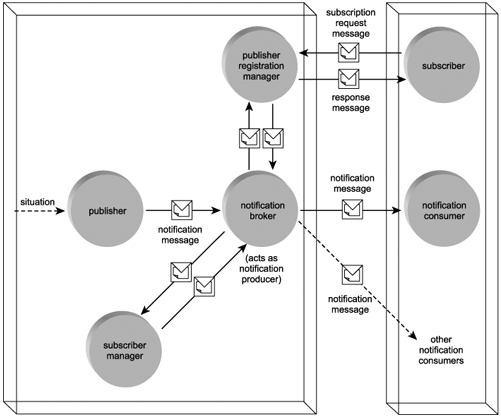 subscription
request
message
publisher
registration
manager
subscriber
response
message
situation
publisher
notification
message
notification
broker
(acts as
notification
producer)
notification
message
notification
consumer
notification
message
subscriber
manager
other
notification
consumers